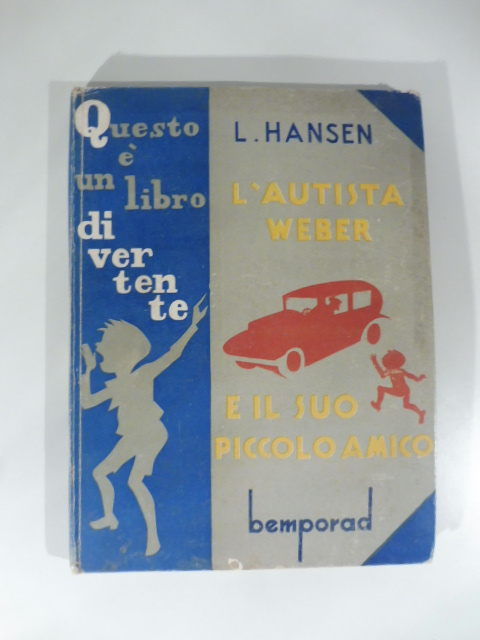 Questo
è
un libro
di
ver
ten
te
L. HANSEN
L'AUTISTA
WEBER
E IL SUO
PICCOLO AMICO
bemporad